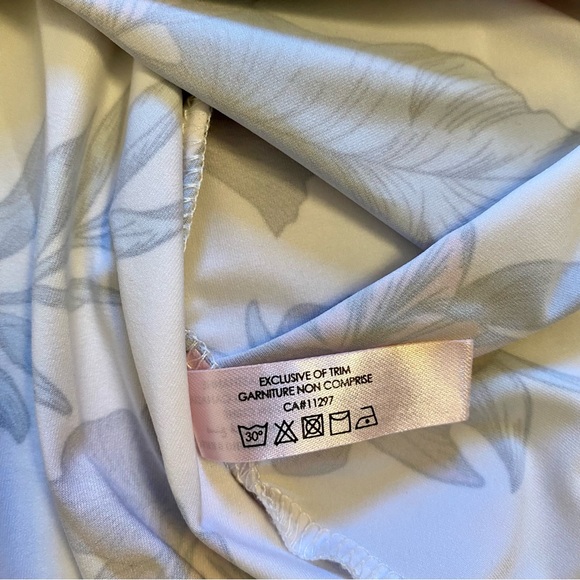 EXCLUSIVE OF TRIM
GARNITURE NON COMPRISE
CA#11297
30°